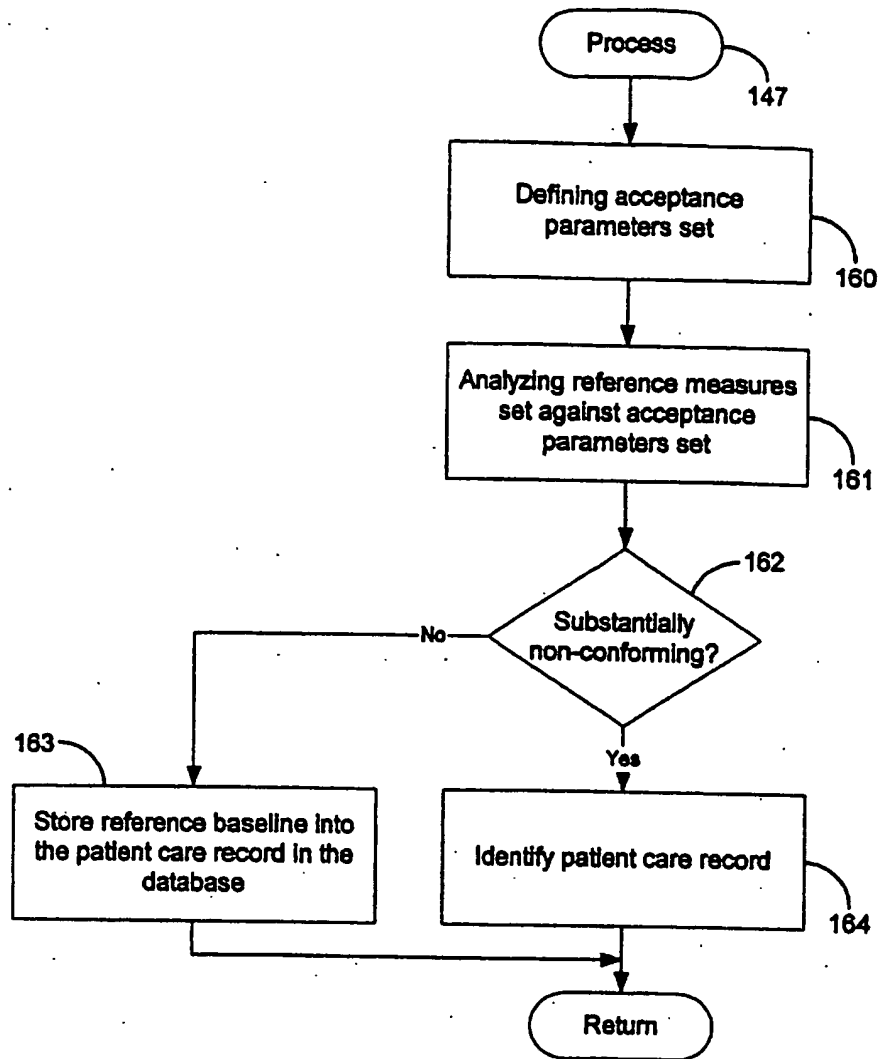 Process
147
Defining acceptance
parameters set
160
Analyzing reference measures
set against acceptance
parameters set
161
162
Substantially
non-conforming?
No
Yes
163
Store reference baseline into
the patient care record in the
database
Identify patient care record
164
Return